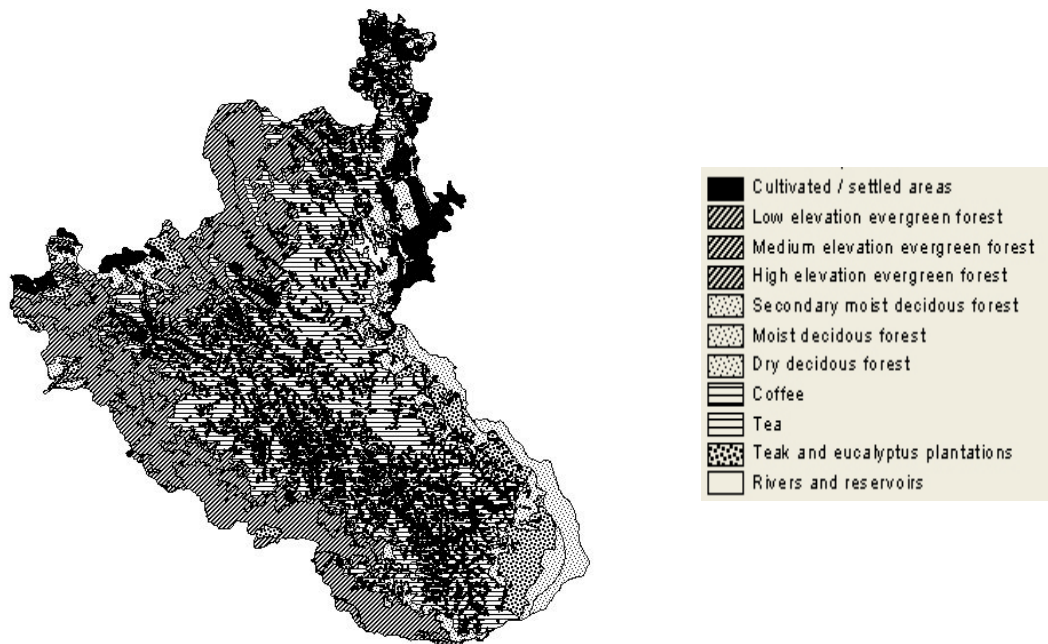 Cultivated / settled areas
Low elevation evergreen forest
Medium elevation evergreen forest
High elevation evergreen forest
Secondary moist decidous forest
Moist decidous forest
Dry decidous forest
Coffee
Tea
Teak and eucalyptus plantations
Rivers and reservoirs